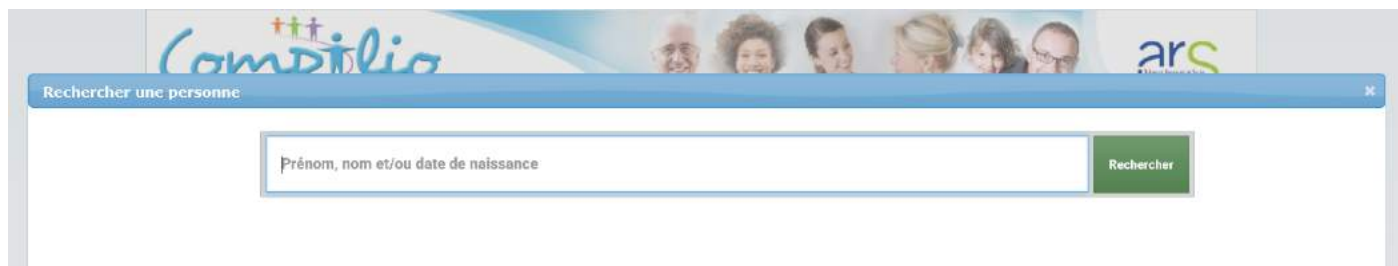 Compilio
ars
Rechercher une personne
Prénom, nom et/ou date de naissance
Rechercher